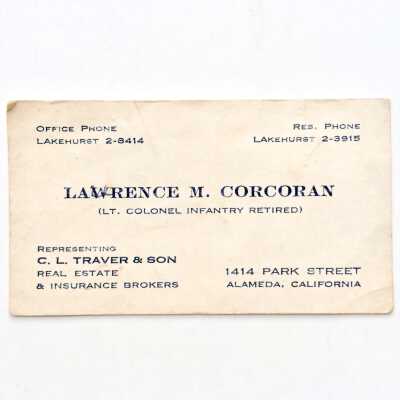 OFFICE PHONE
LAKEHURST 2-8414
RES. PHONE
LAKEHURST 2-3915
LAWRENCE M. CORCORAN
(LT. COLONEL INFANTRY RETIRED)
REPRESENTING
C. L. TRAVER & SON
REAL ESTATE
& INSURANCE BROKERS
1414 PARK STREET
ALAMEDA, CALIFORNIA